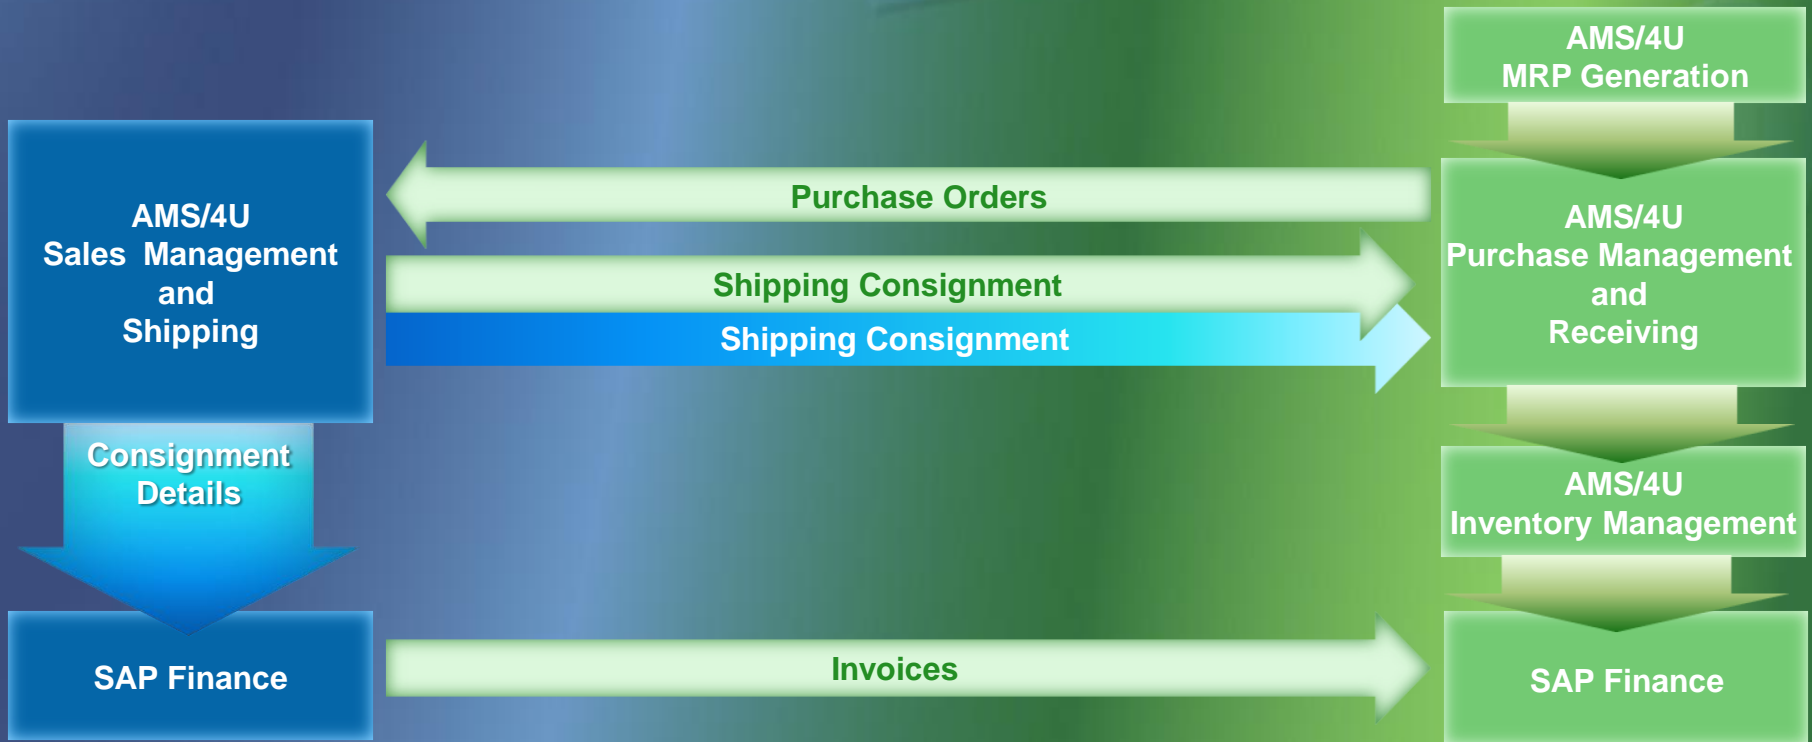 AMS/4U
MRP Generation
AMS/4U
Sales Management
and
Shipping
Purchase Orders
Shipping Consignment
Shipping Consignment
AMS/4U
Purchase Management
and
Receiving
Consignment
Details
AMS/4U
Inventory Management
SAP Finance
Invoices
SAP Finance